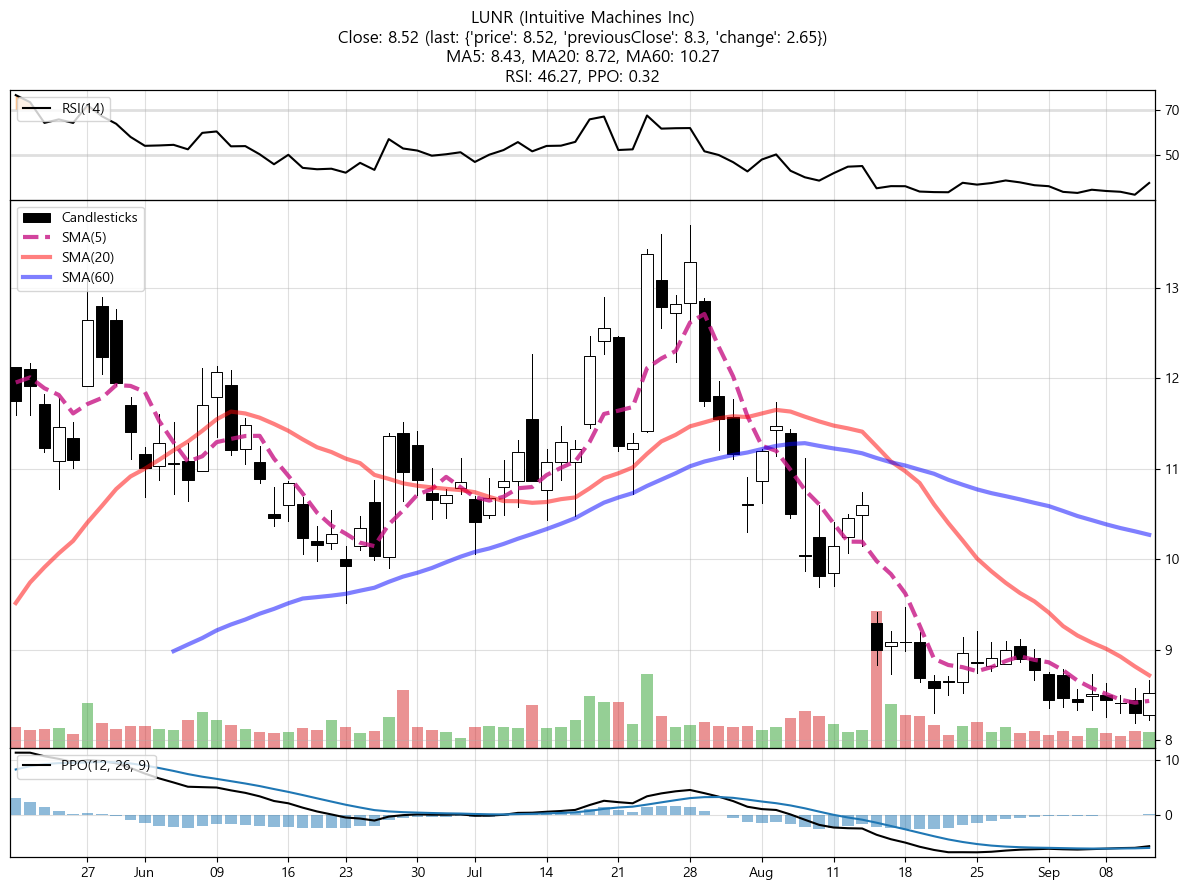 LUNR (Intuitive Machines Inc)
Close: 8.52 (last: {'price': 8.52, 'previousClose': 8.3, 'change': 2.65})
MA5: 8.43, MA20: 8.72, MA60: 10.27
RSI: 46.27, PPO: 0.32
RSI(14)
70
50
Candlesticks
SMA(5)
SMA(20)
SMA(60)
13
12
11
10
9
8
PPO(12, 26, 9)
10
0
27 Jun 09 16 23 30 Jul 14 21 28 Aug 11 18 25 Sep 08